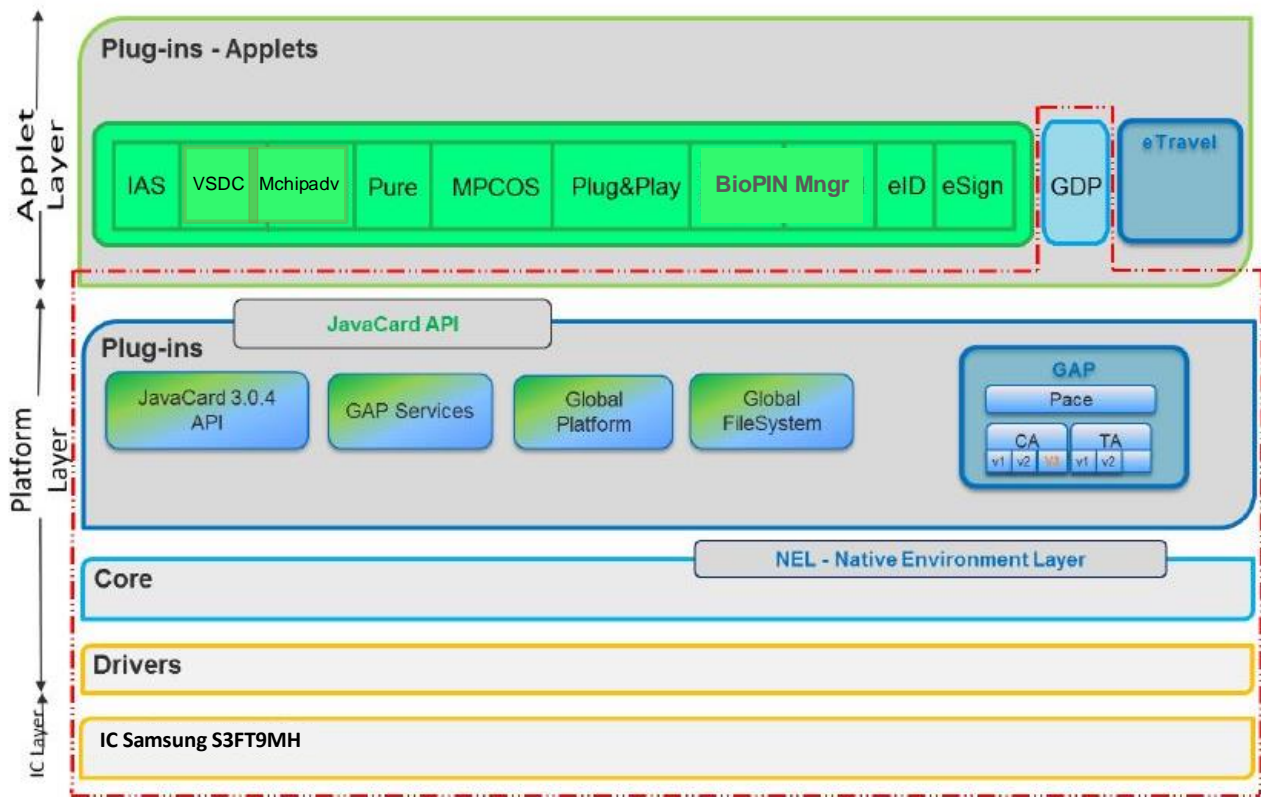 Applet
Layer
Plug-ins - Applets
IAS
VSDC
Mchipadv
Pure
MPCOS
Plug&Play
BioPIN Mngr
eID
eSign
GDP
eTravel
Platform
Layer
JavaCard API
Plug-ins
JavaCard 3.0.4
API
GAP Services
Global
Platform
Global
FileSystem
GAP
Pace
CA
TA
v1
v2
V3
v1
v2
NEL - Native Environment Layer
Core
Drivers
IC Layer
IC Samsung S3FT9MH